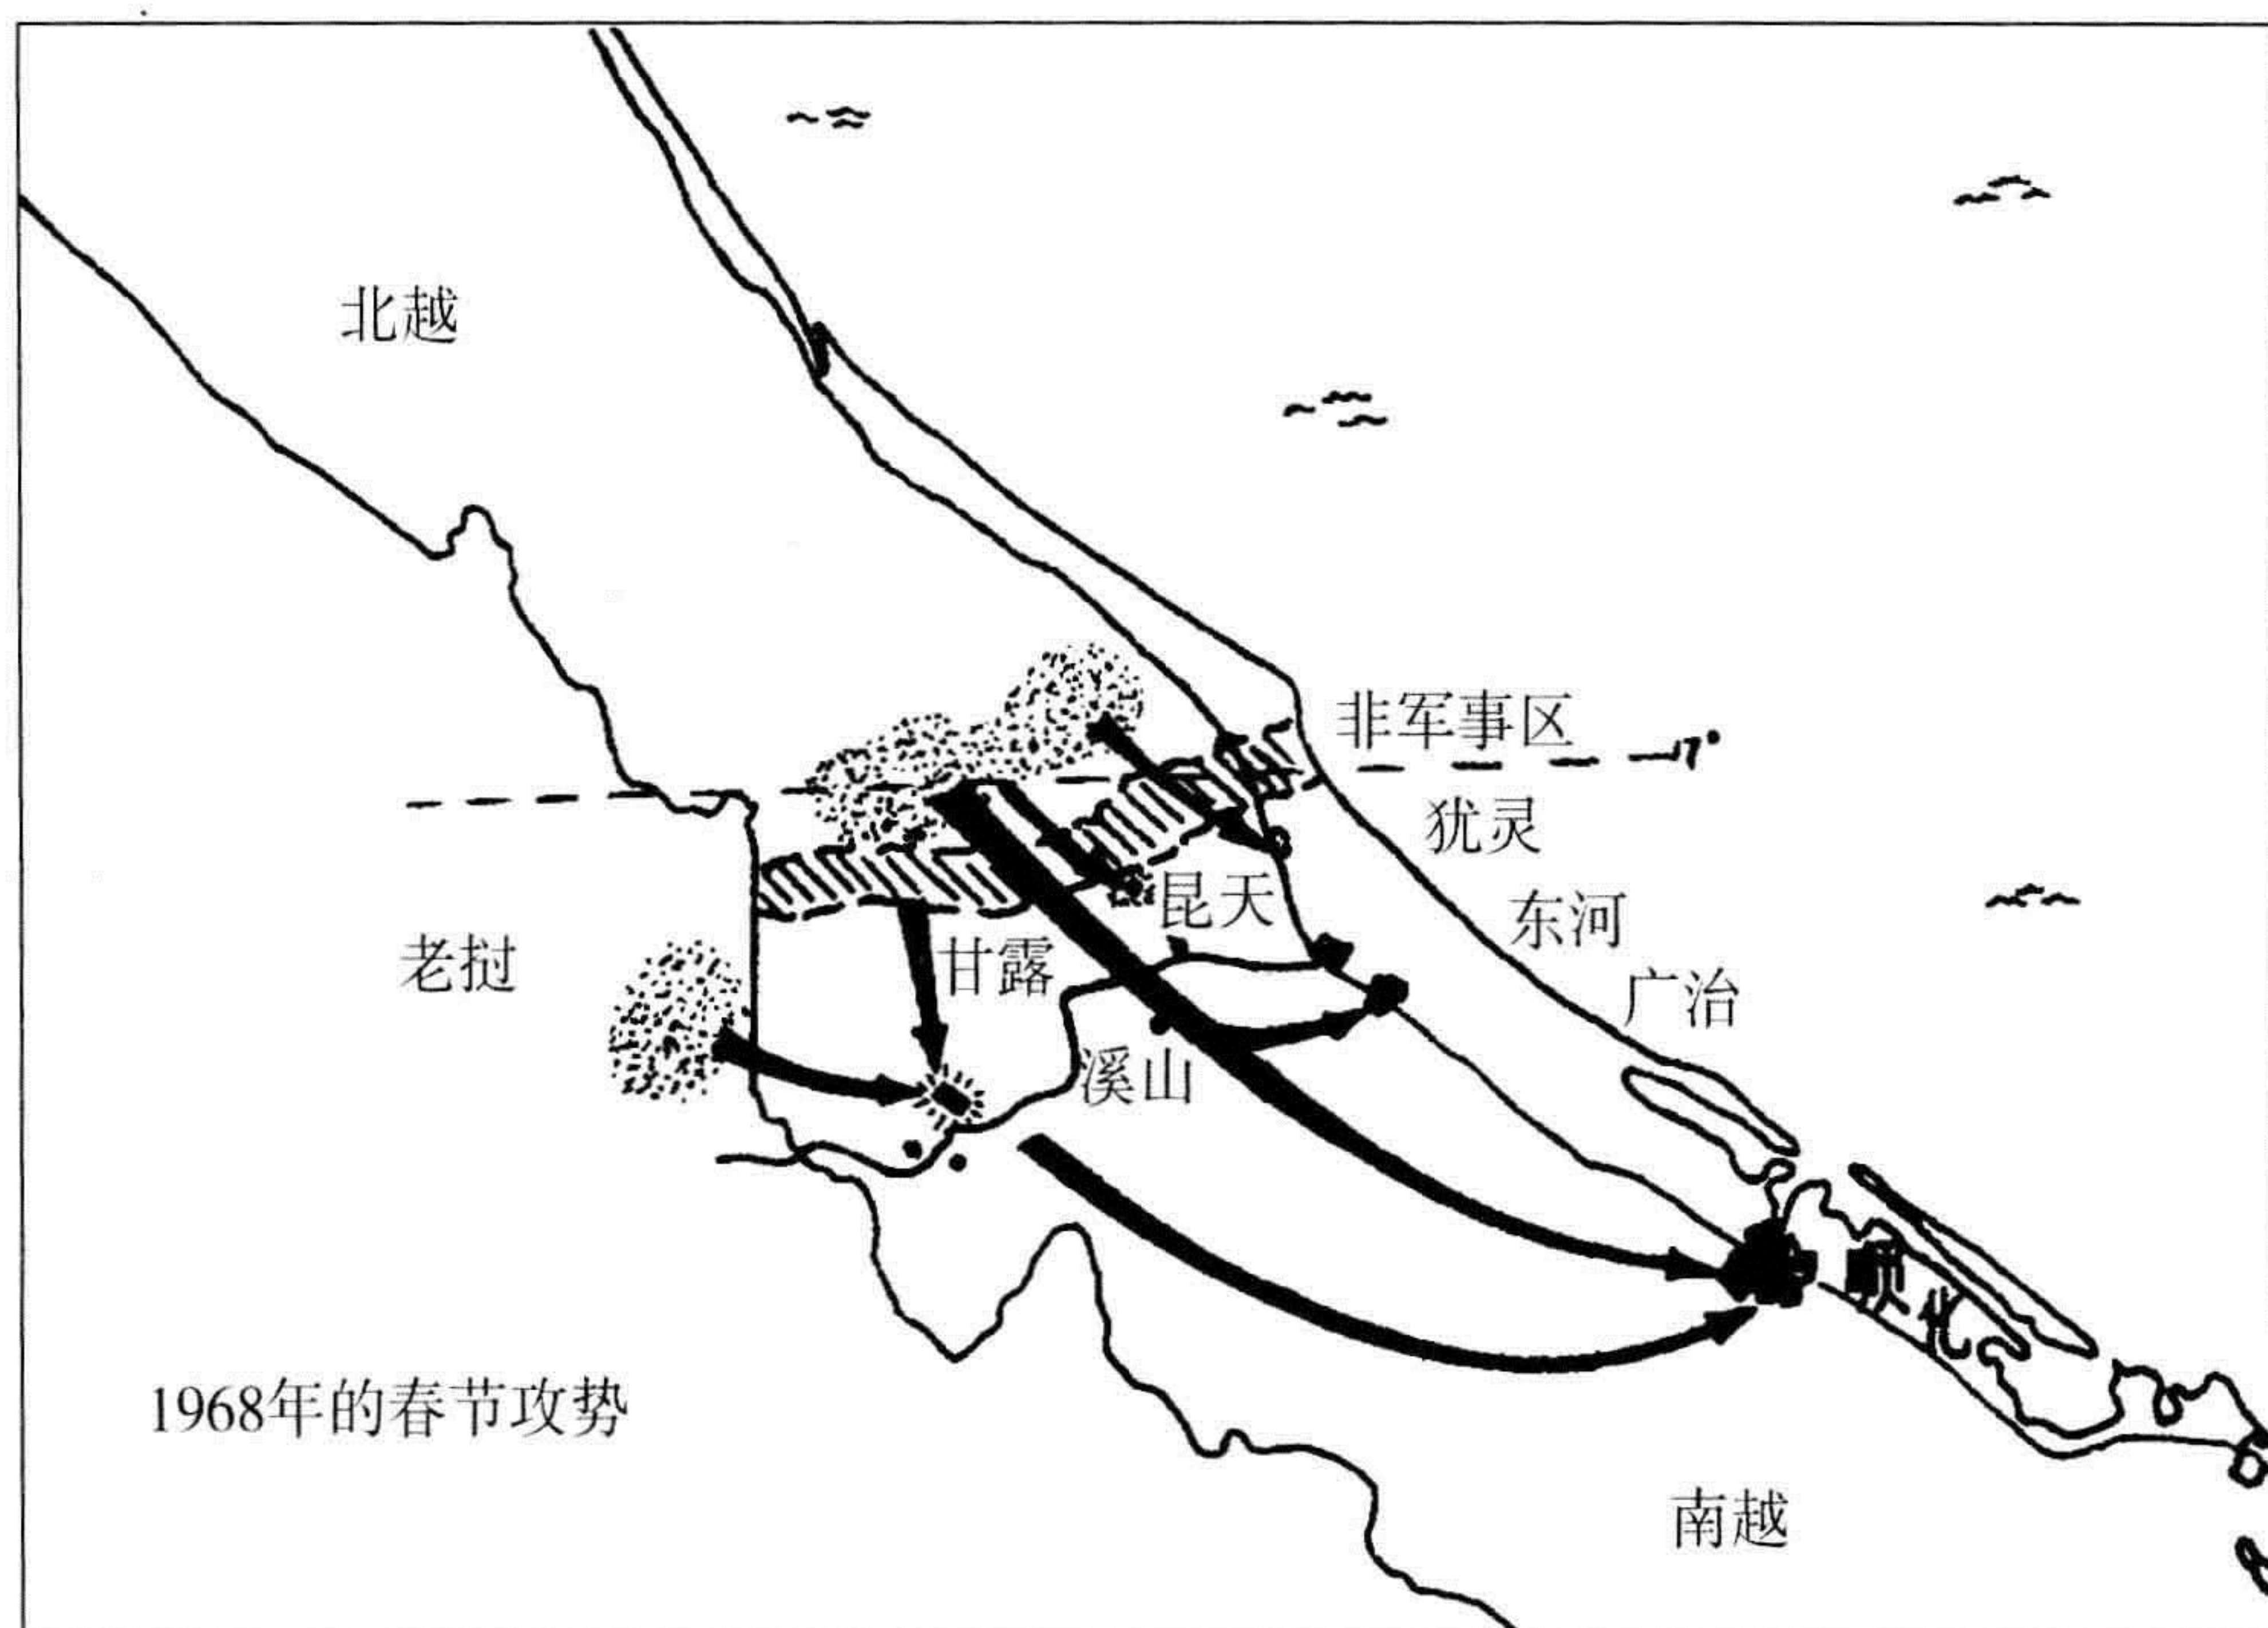 北越
非军事区
17°
犹灵
昆天
东河
老挝
甘露
广治
溪山
顺化
1968年的春节攻势
南越